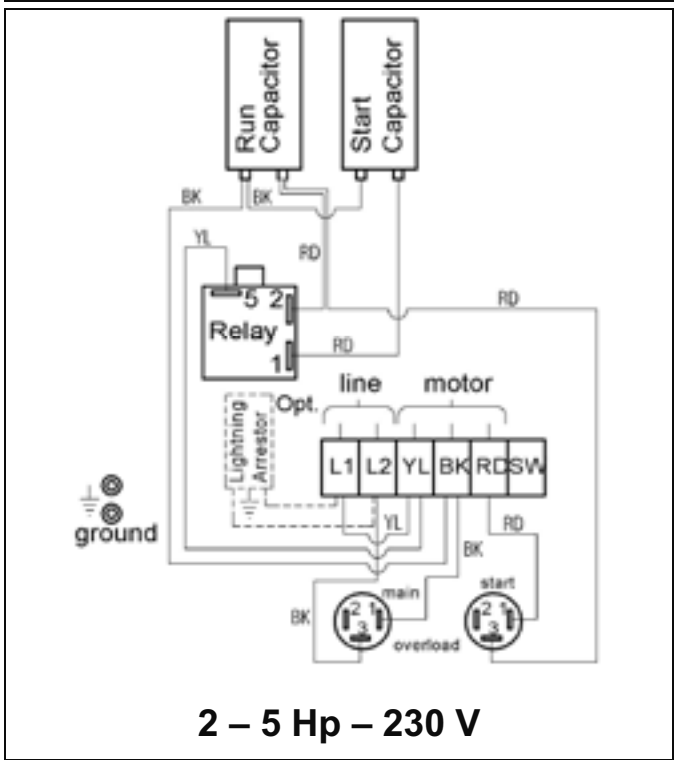 Run
Capacitor
Start
Capacitor
BK
BK
YL
RD
5 2
RD
Relay
1
RD
line
motor
Opt.
Lightning
Arrestor
L1 L2 YL BK RD SW
YL
RD
ground
BK
main
start
BK
2 1
3
2 1
3
overload
2 – 5 Hp – 230 V